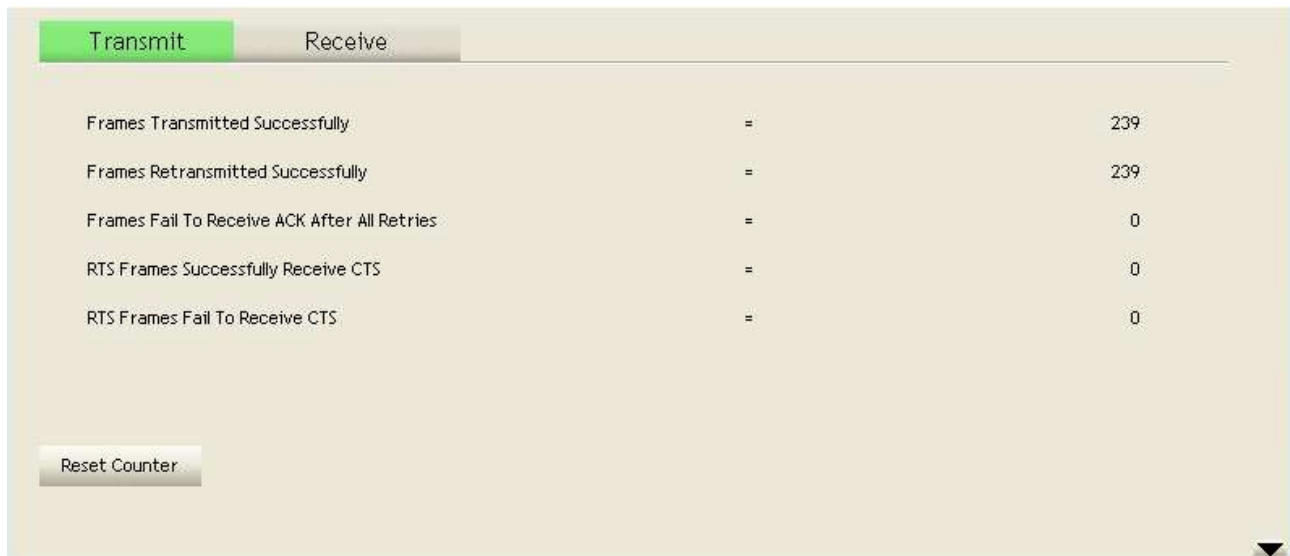 Transmit Receive
Frames Transmitted Successfully = 239
Frames Retransmitted Successfully = 239
Frames Fail To Receive ACK After All Retries = 0
RTS Frames Successfully Receive CTS = 0
RTS Frames Fail To Receive CTS = 0
Reset Counter